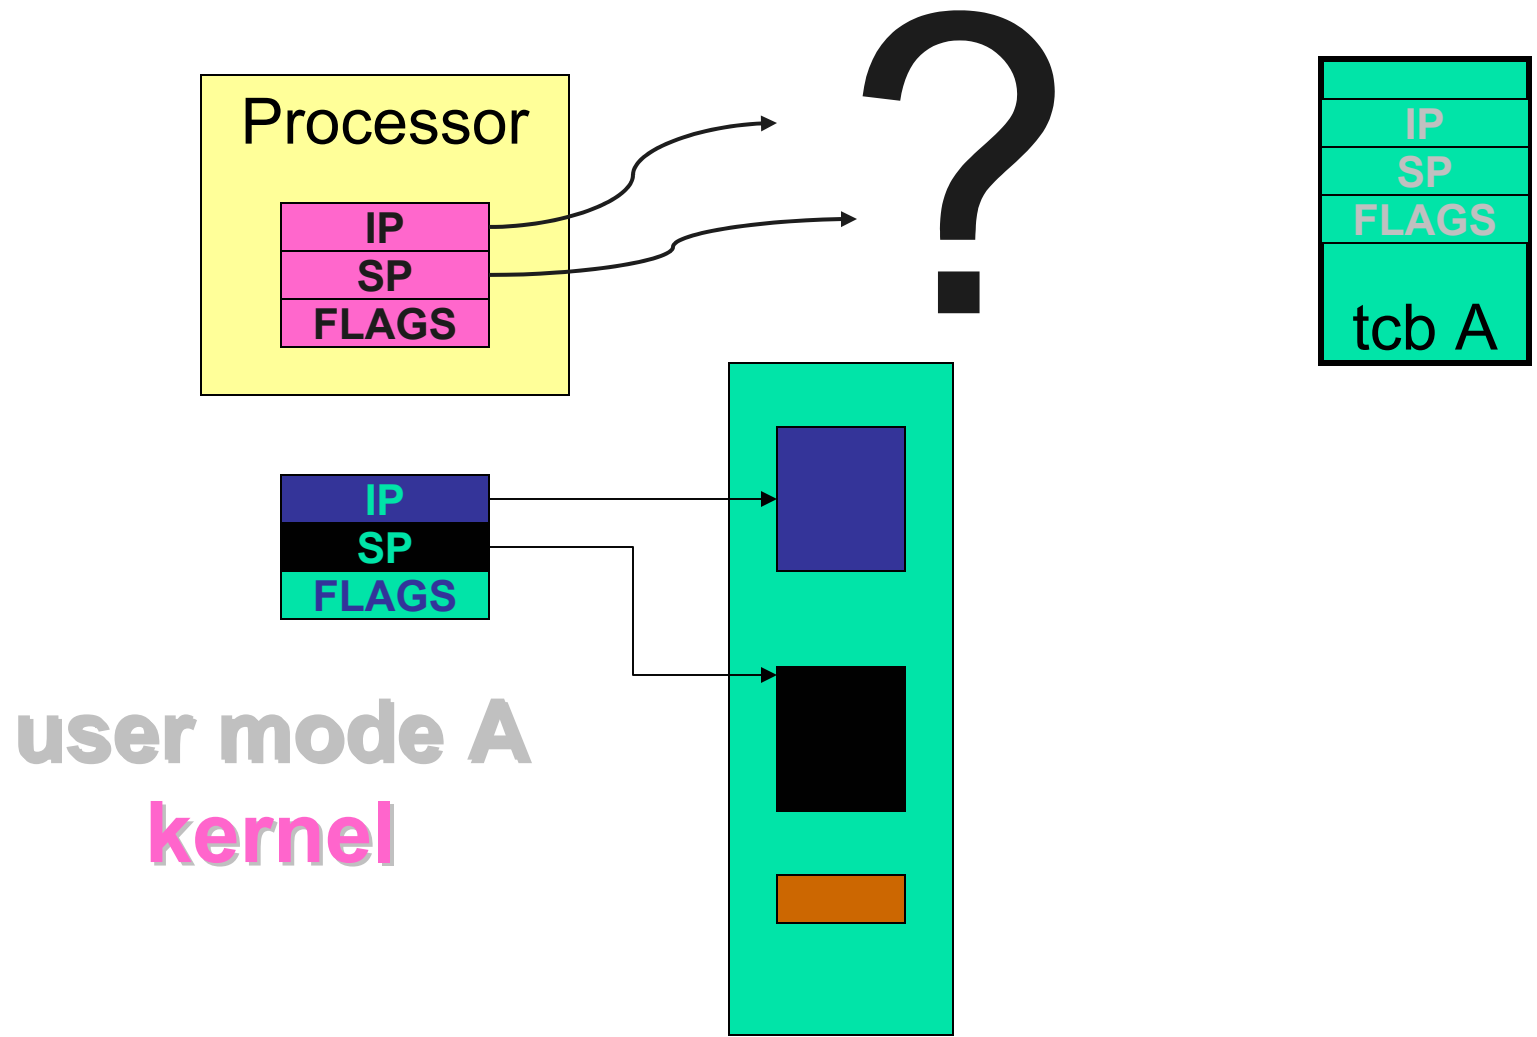 Processor
IP
SP
FLAGS
?
IP
SP
FLAGS
tcb A
IP
SP
FLAGS
user mode A
kernel